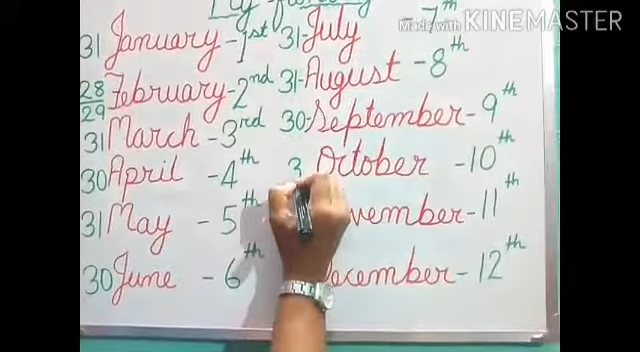 Made with KINEMASTER
31 January - 1st
28/29 February - 2nd
31 March - 3rd
30 April - 4th
31 May - 5th
30 June - 6th
31 - July - 7th
31 - August - 8th
30 - September - 9th
3 October - 10th
vember - 11th
ecember - 12th